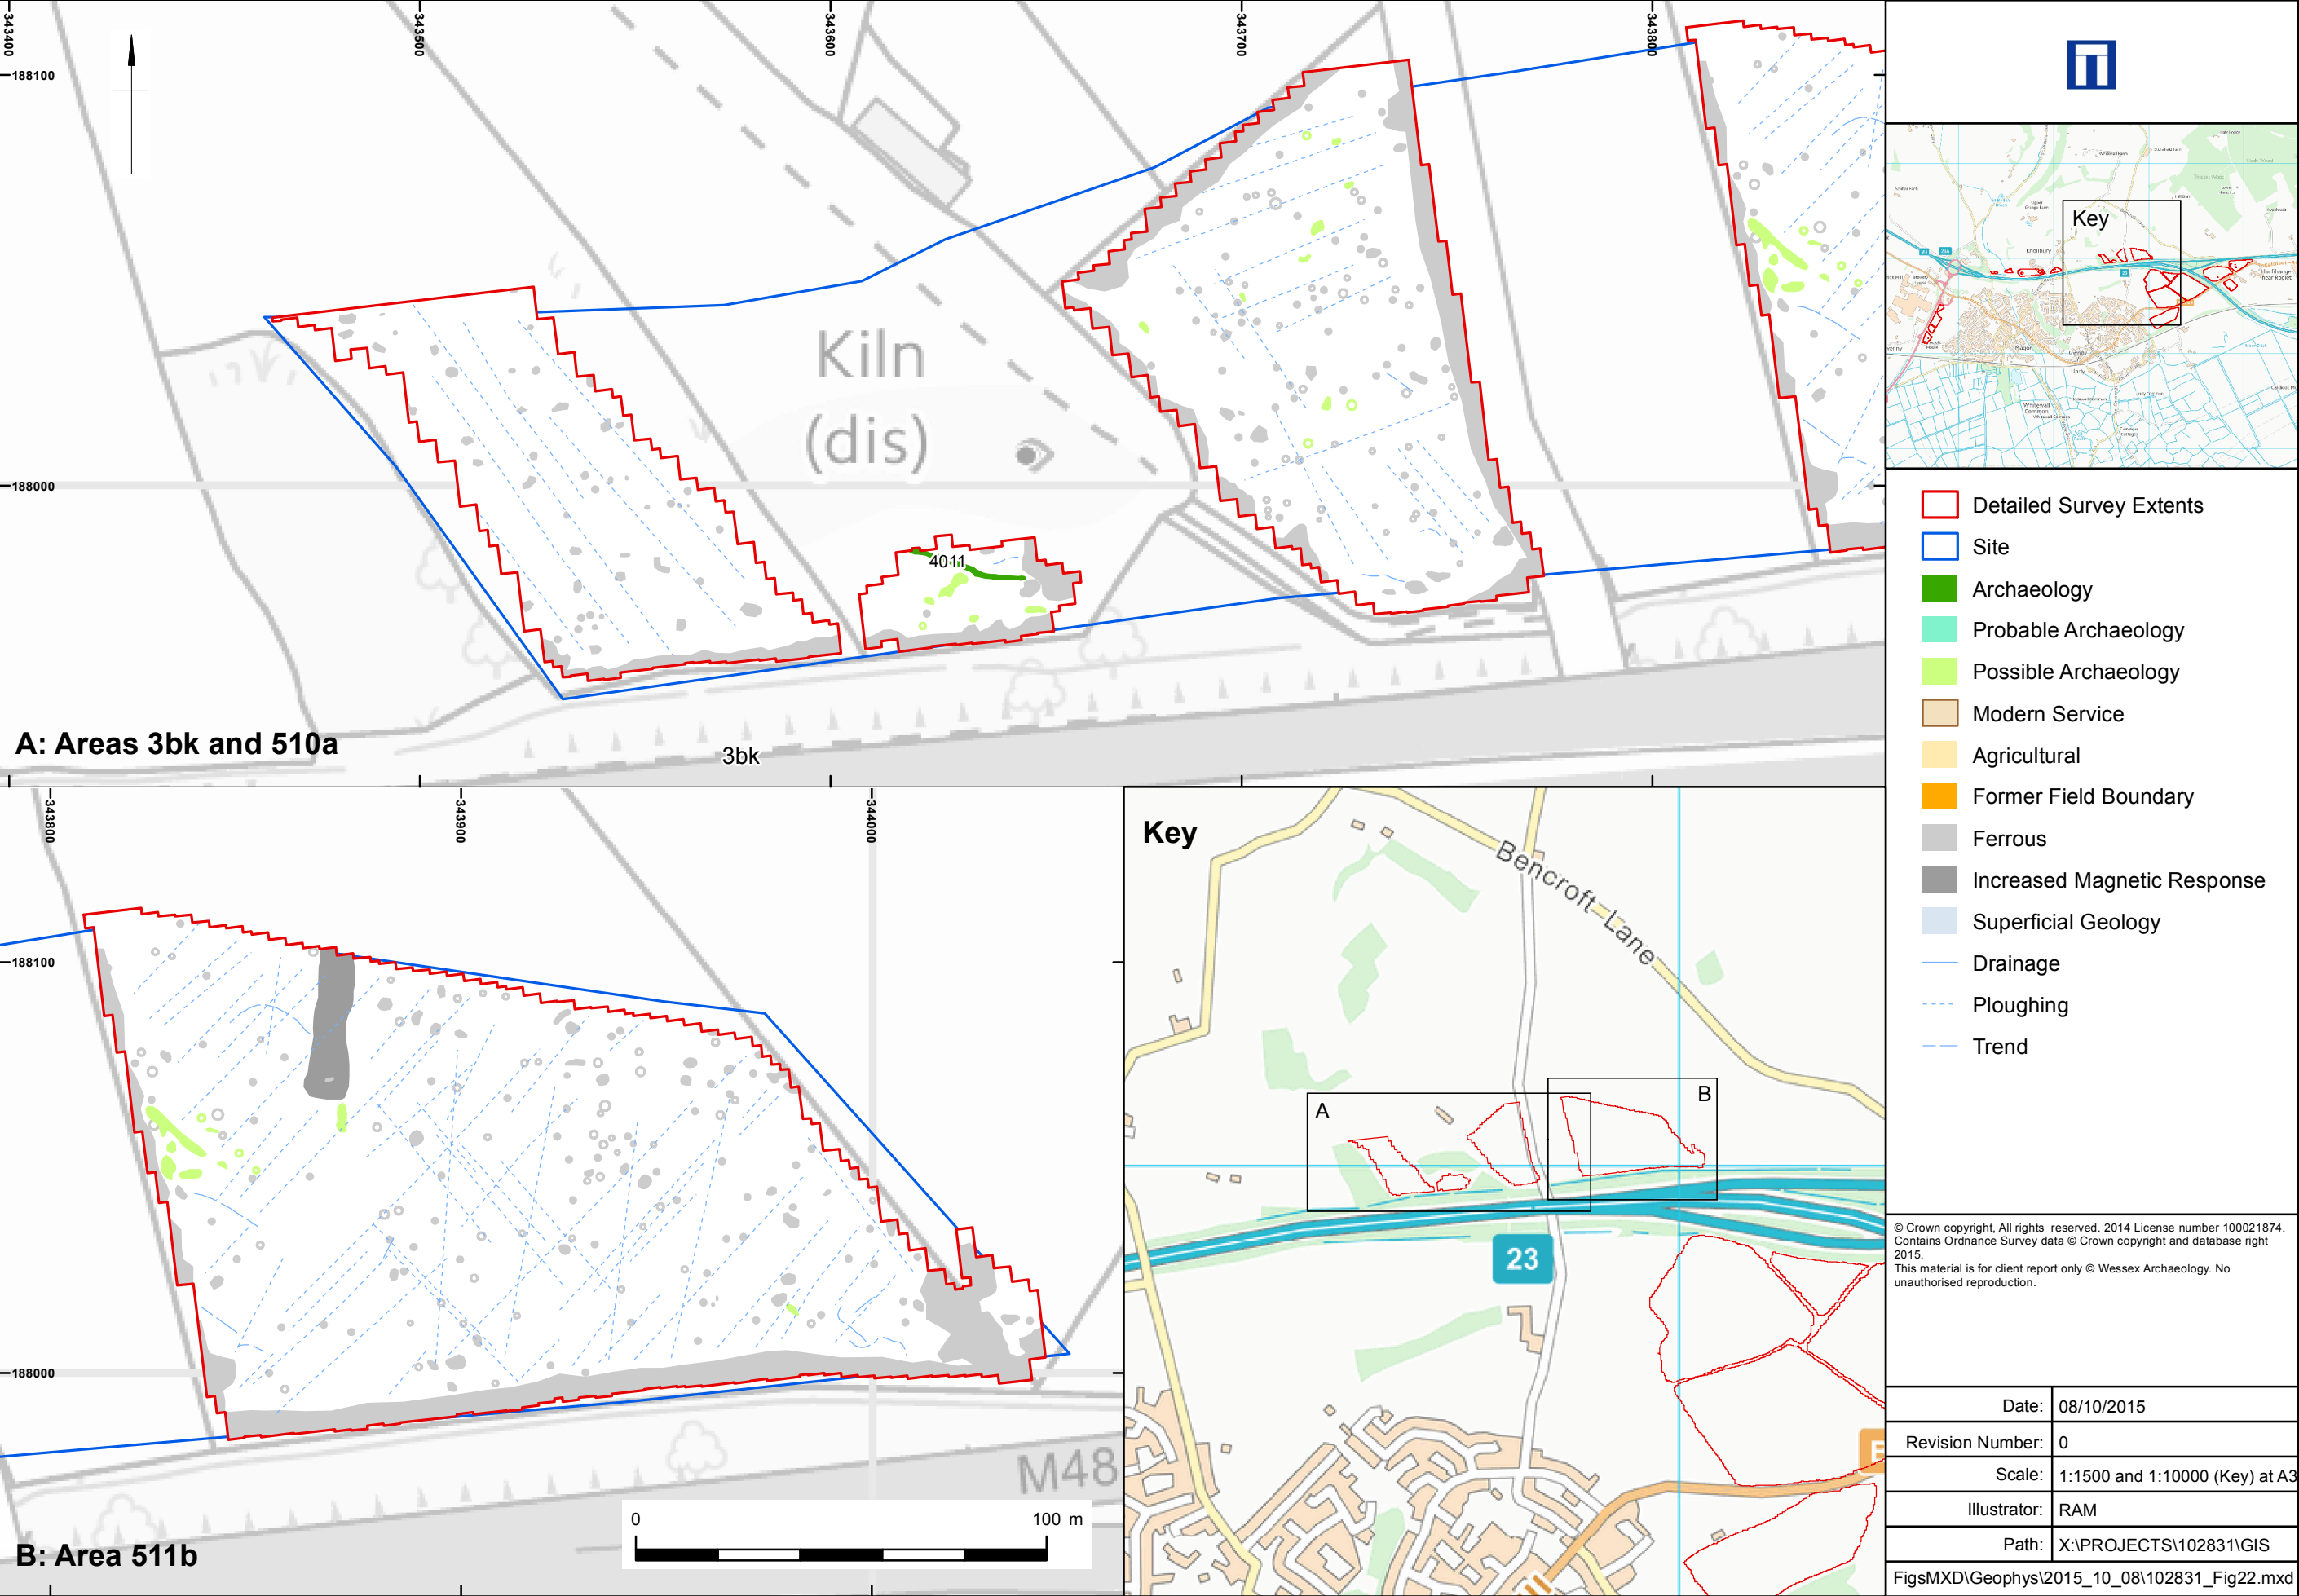 343400
343500
343600
343700
343800
188100
188000
Kiln
(dis)
4011
A: Areas 3bk and 510a
3bk
343800
343900
344000
188100
188000
M48
0 100 m
B: Area 511b
Key
Bencroft Lane
A
B
23
Key
Detailed Survey Extents
Site
Archaeology
Probable Archaeology
Possible Archaeology
Modern Service
Agricultural
Former Field Boundary
Ferrous
Increased Magnetic Response
Superficial Geology
Drainage
Ploughing
Trend
© Crown copyright, All rights reserved. 2014 License number 100021874.
Contains Ordnance Survey data © Crown copyright and database right
2015.
This material is for client report only © Wessex Archaeology. No
unauthorised reproduction.
Date: 08/10/2015
Revision Number: 0
Scale: 1:1500 and 1:10000 (Key) at A3
Illustrator: RAM
Path: X:\PROJECTS\102831\GIS
FigsMXD\Geophys\2015_10_08\102831_Fig22.mxd